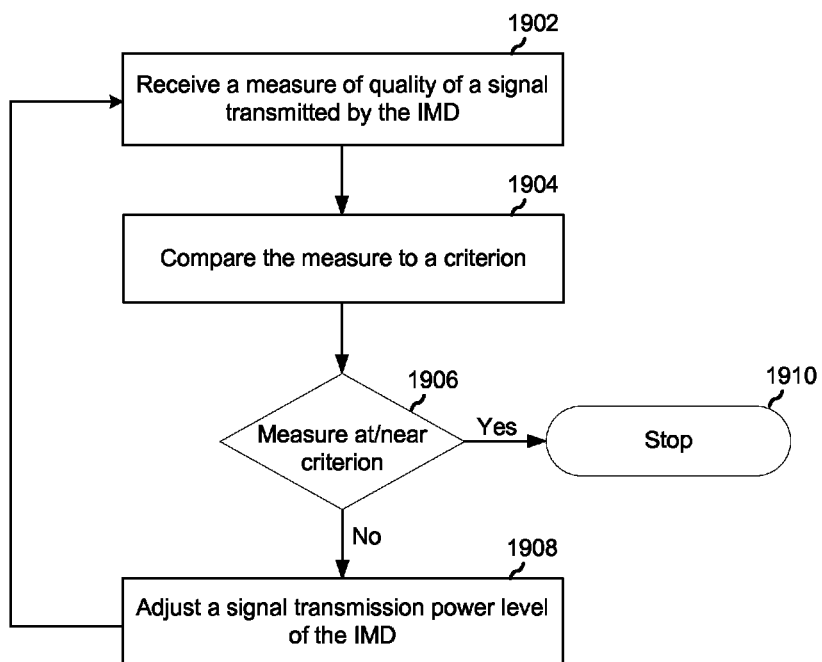 1902
Receive a measure of quality of a signal
transmitted by the IMD
1904
Compare the measure to a criterion
1906
Measure at/near
criterion
Yes
1910
Stop
No
1908
Adjust a signal transmission power level
of the IMD